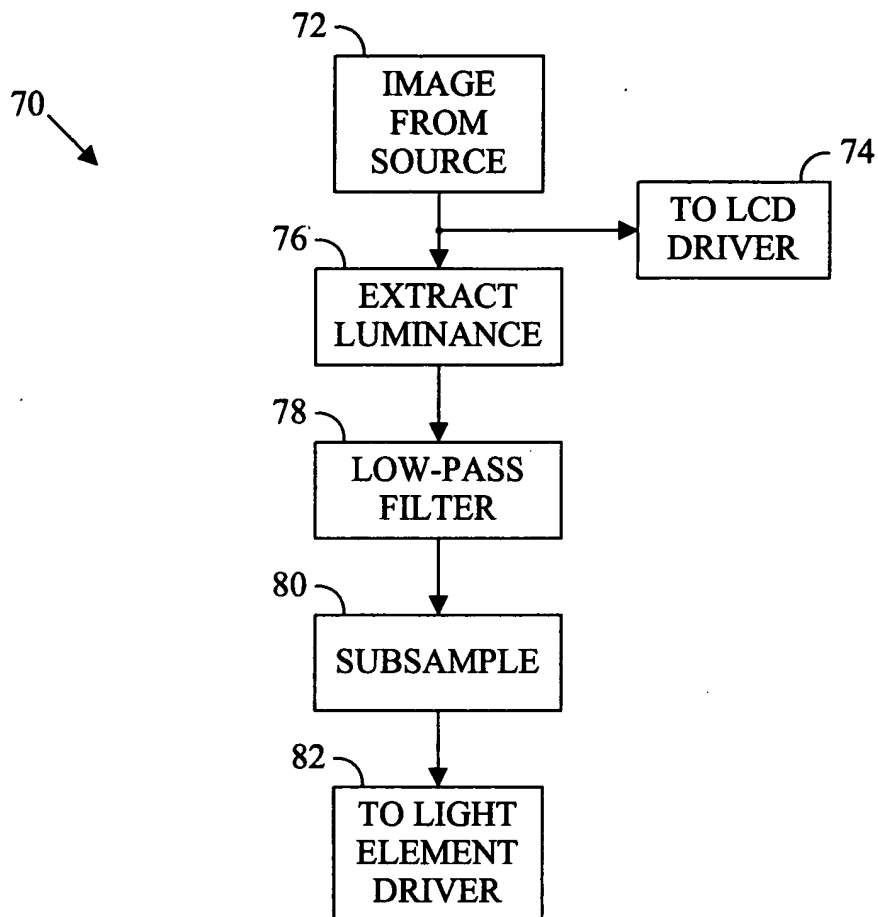 72
IMAGE
FROM
SOURCE
70
74
TO LCD
DRIVER
76
EXTRACT
LUMINANCE
78
LOW-PASS
FILTER
80
SUBSAMPLE
82
TO LIGHT
ELEMENT
DRIVER